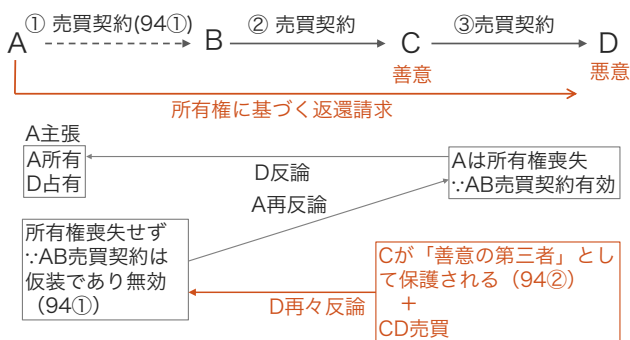 ① 売買契約(94①)
② 売買契約
③売買契約
A
B
C
D
善意
悪意
所有権に基づく返還請求
A主張
A所有
D占有
D反論
Aは所有権喪失
∵AB売買契約有効
A再反論
所有権喪失せず
∵AB売買契約は
仮装であり無効
（94①）
D再々反論
Cが「善意の第三者」とし
て保護される（94②）
＋
CD売買